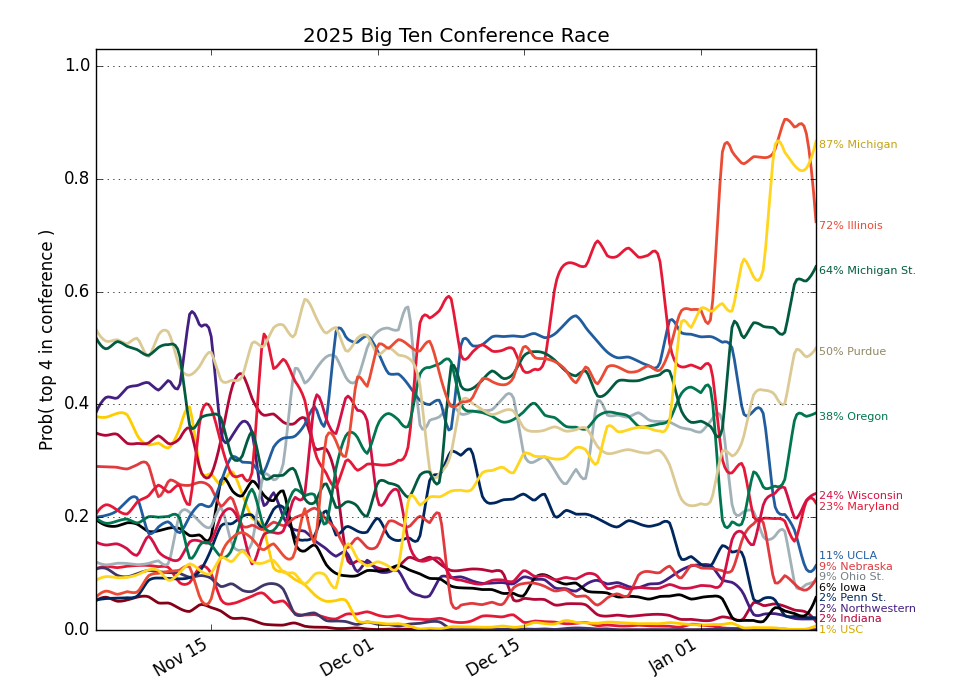 2025 Big Ten Conference Race
Prob( top 4 in conference )
1.0
0.8
0.6
0.4
0.2
0.0
Nov 15
Dec 01
Dec 15
Jan 01
87% Michigan
72% Illinois
64% Michigan St.
50% Purdue
38% Oregon
24% Wisconsin
23% Maryland
11% UCLA
9% Nebraska
9% Ohio St.
6% Iowa
2% Penn St.
2% Northwestern
2% Indiana
1% USC